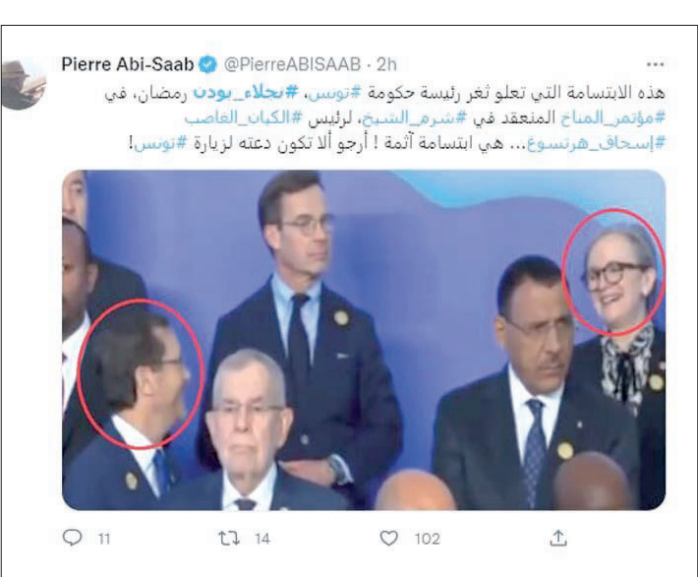 Pierre Abi-Saab @PierreABISAAB · 2h
هذه الابتسامة التي تعلو ثغر رئيسة حكومة #تونس، #نجلاء_بودن رمضان، في
#مؤتمر_المناخ المنعقد في #شرم_الشيخ، لرئيس #الكيان_الغاصب
#إسحاق_هرتسوغ... هي ابتسامة آثمة ! أرجو ألا تكون دعته لزيارة #تونس!
11 14 102